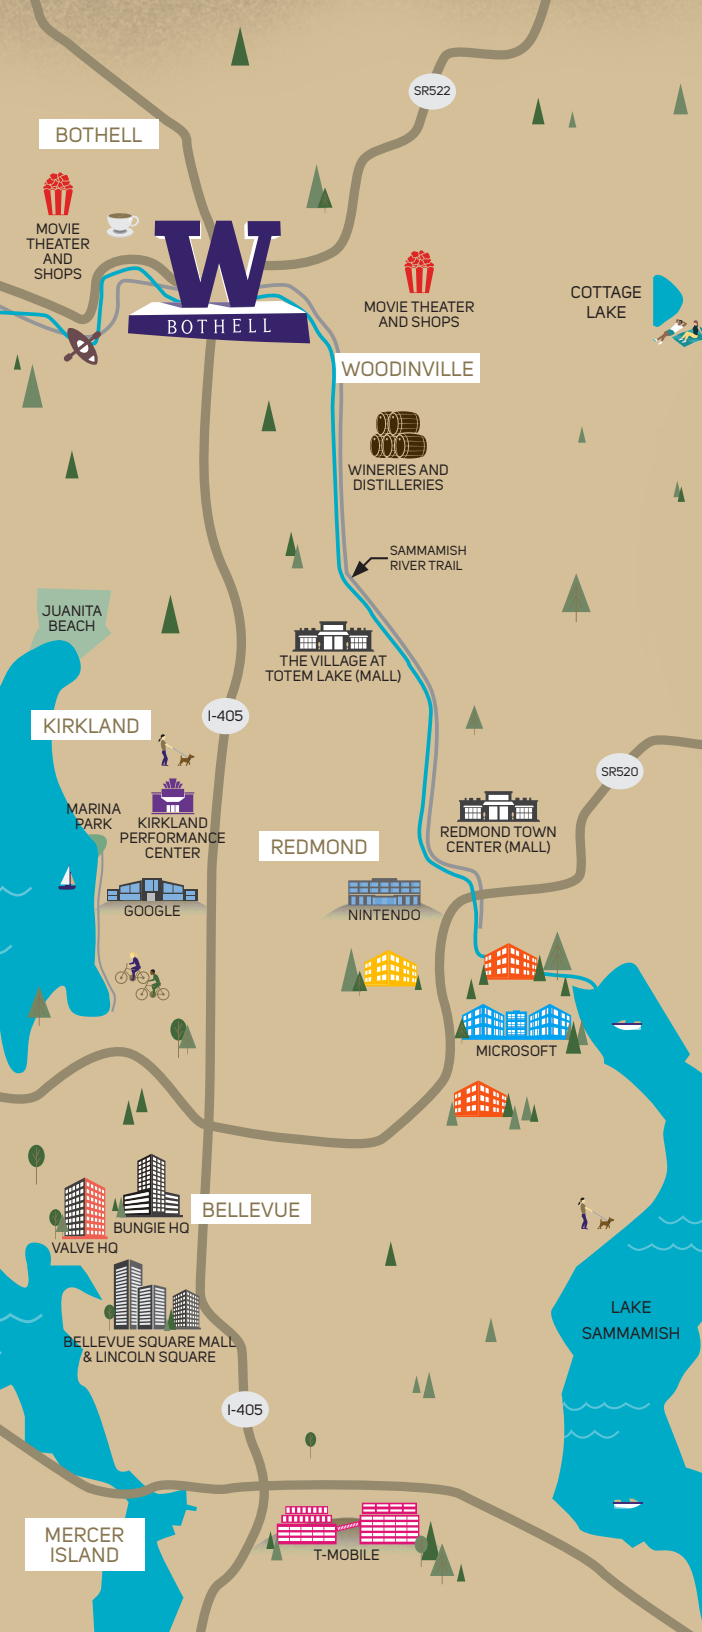 SR522
BOTHELL
MOVIE
THEATER
AND
SHOPS
W
BOTHELL
MOVIE THEATER
AND SHOPS
COTTAGE
LAKE
WOODINVILLE
WINERIES AND
DISTILLERIES
SAMMAMISH
RIVER TRAIL
JUANITA
BEACH
THE VILLAGE AT
TOTEM LAKE (MALL)
I-405
KIRKLAND
SR520
MARINA
PARK
KIRKLAND
PERFORMANCE
CENTER
REDMOND TOWN
CENTER (MALL)
REDMOND
GOOGLE
NINTENDO
MICROSOFT
BELLEVUE
BUNGIE HQ
VALVE HQ
LAKE
SAMMAMISH
BELLEVUE SQUARE MALL
& LINCOLN SQUARE
I-405
MERCER
ISLAND
T-MOBILE